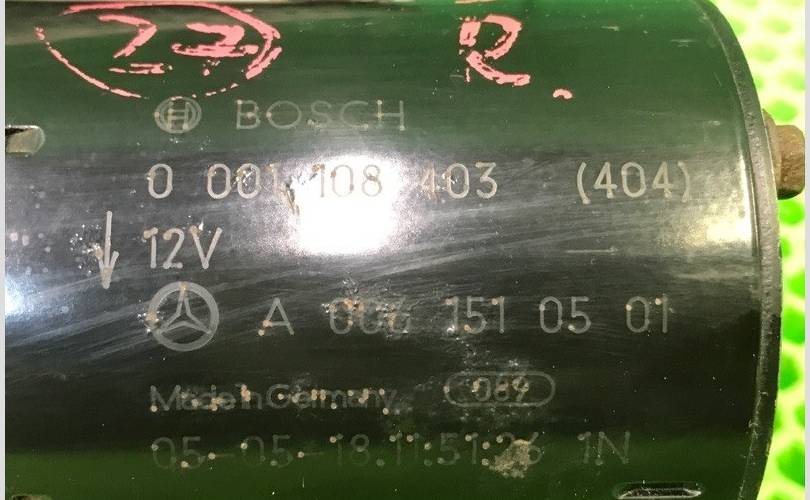 22 R.
BOSCH
0 001 108 403 (404)
12V
A 006 151 05 01
Made in Germany 089
05-05-18.11:51:26 1N